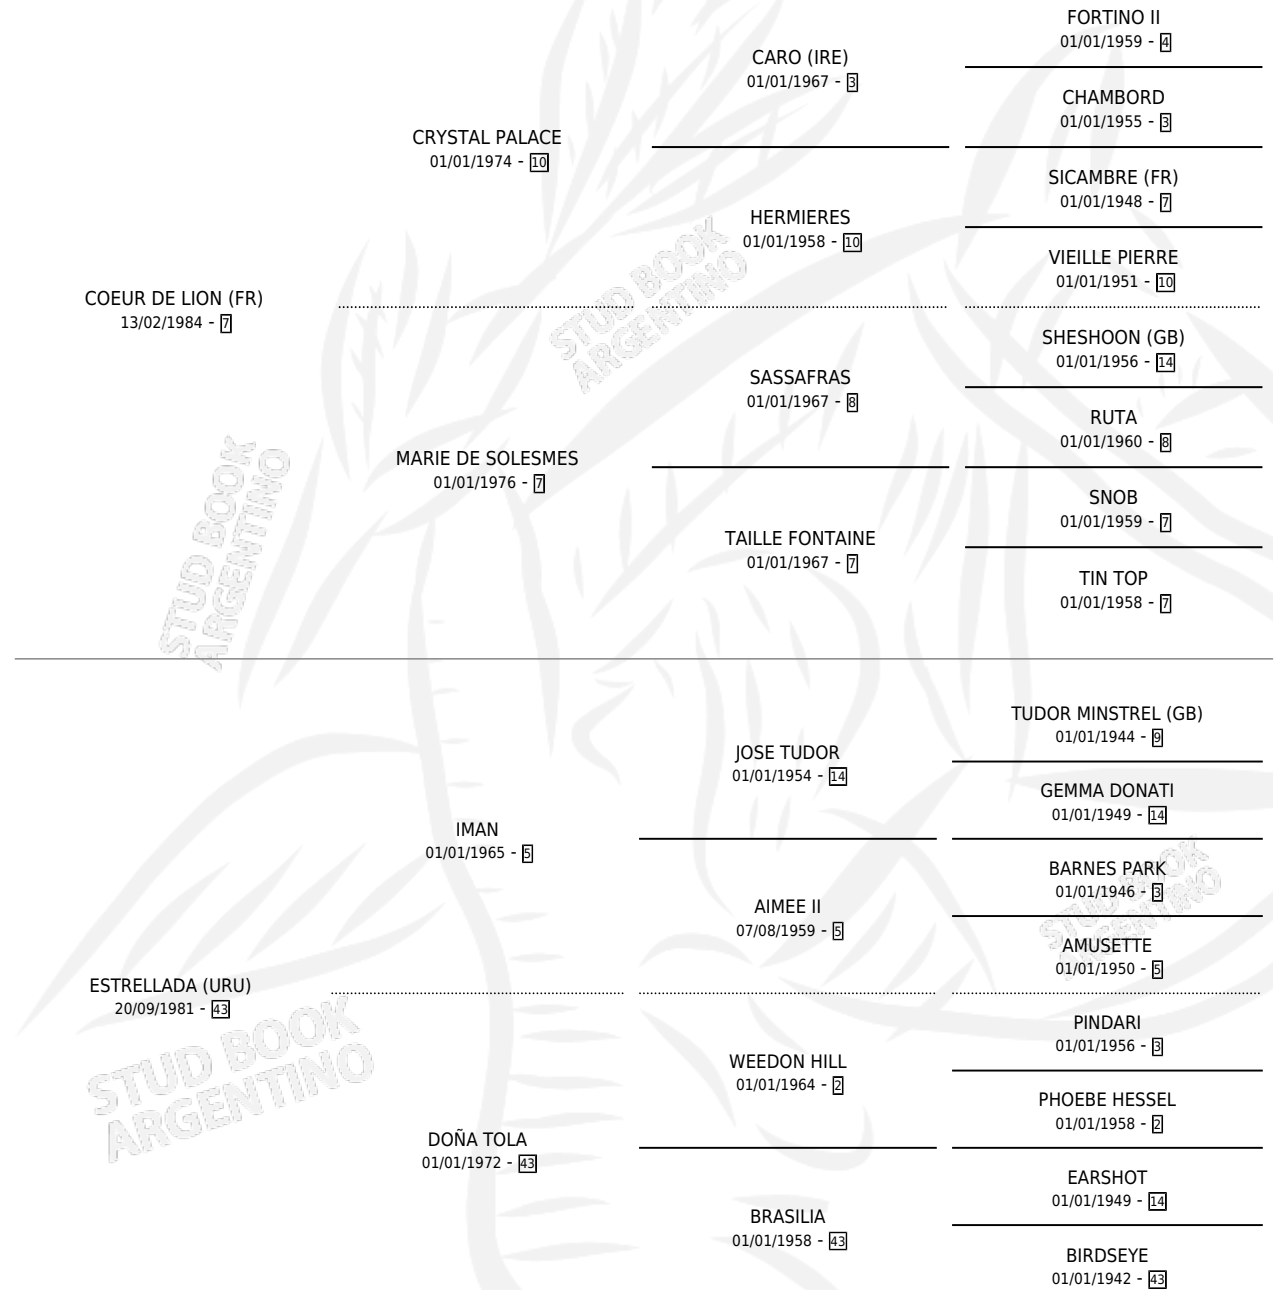 FORTINO II
01/01/1959 - 4
CARO (IRE)
01/01/1967 - 3
CHAMBORD
01/01/1955 - 3
CRYSTAL PALACE
01/01/1974 - 10
SICAMBRE (FR)
01/01/1948 - 7
HERMIERES
01/01/1958 - 10
VIEILLE PIERRE
01/01/1951 - 10
COEUR DE LION (FR)
13/02/1984 - 7
SHESHOON (GB)
01/01/1956 - 14
SASSAFRAS
01/01/1967 - 8
RUTA
01/01/1960 - 8
MARIE DE SOLESMES
01/01/1976 - 7
SNOB
01/01/1959 - 7
TAILLE FONTAINE
01/01/1967 - 7
TIN TOP
01/01/1958 - 7
TUDOR MINSTREL (GB)
01/01/1944 - 9
JOSE TUDOR
01/01/1954 - 14
GEMMA DONATI
01/01/1949 - 14
IMAN
01/01/1965 - 5
BARNES PARK
01/01/1946 - 3
AIMEE II
07/08/1959 - 5
AMUSETTE
01/01/1950 - 5
ESTRELLADA (URU)
20/09/1981 - 43
PINDARI
01/01/1956 - 3
WEEDON HILL
01/01/1964 - 2
PHOEBE HESSEL
01/01/1958 - 2
DOÑA TOLA
01/01/1972 - 43
EARSHOT
01/01/1949 - 14
BRASILIA
01/01/1958 - 43
BIRDSEYE
01/01/1942 - 43
STUD BOOK
ARGENTINO
STUD BOOK
ARGENTINO
STUD BOOK
ARGENTINO
STUD BOOK
ARGENTINO